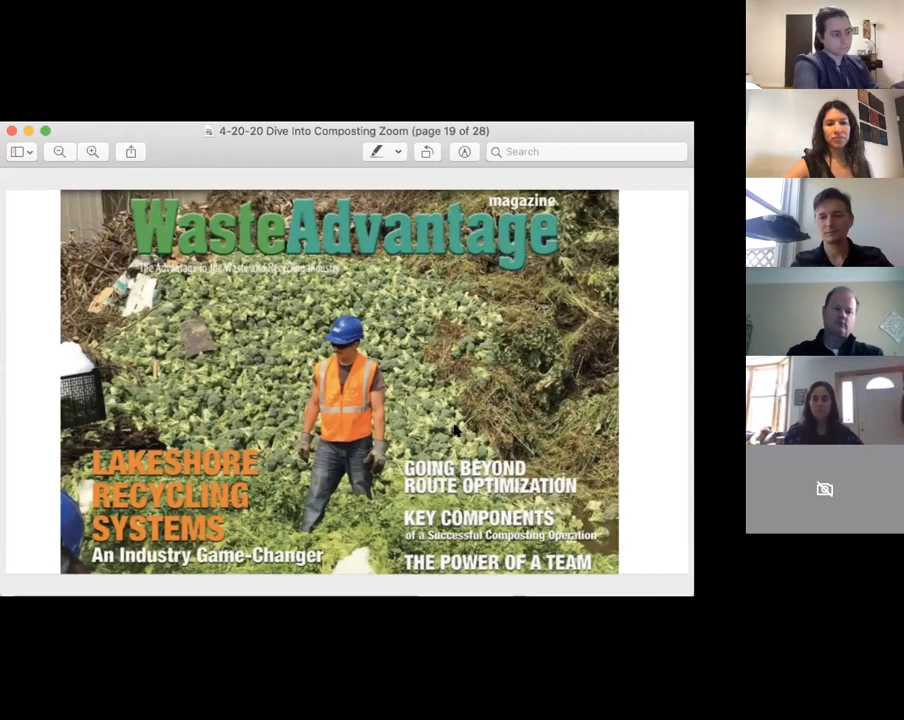 4-20-20 Dive Into Composting Zoom (page 19 of 28)
Search
magazine
WasteAdvantage
The Advantage in the Waste and Recycling Industry
LAKESHORE
RECYCLING
SYSTEMS
An Industry Game-Changer
GOING BEYOND
ROUTE OPTIMIZATION
KEY COMPONENTS
of a Successful Composting Operation
THE POWER OF A TEAM